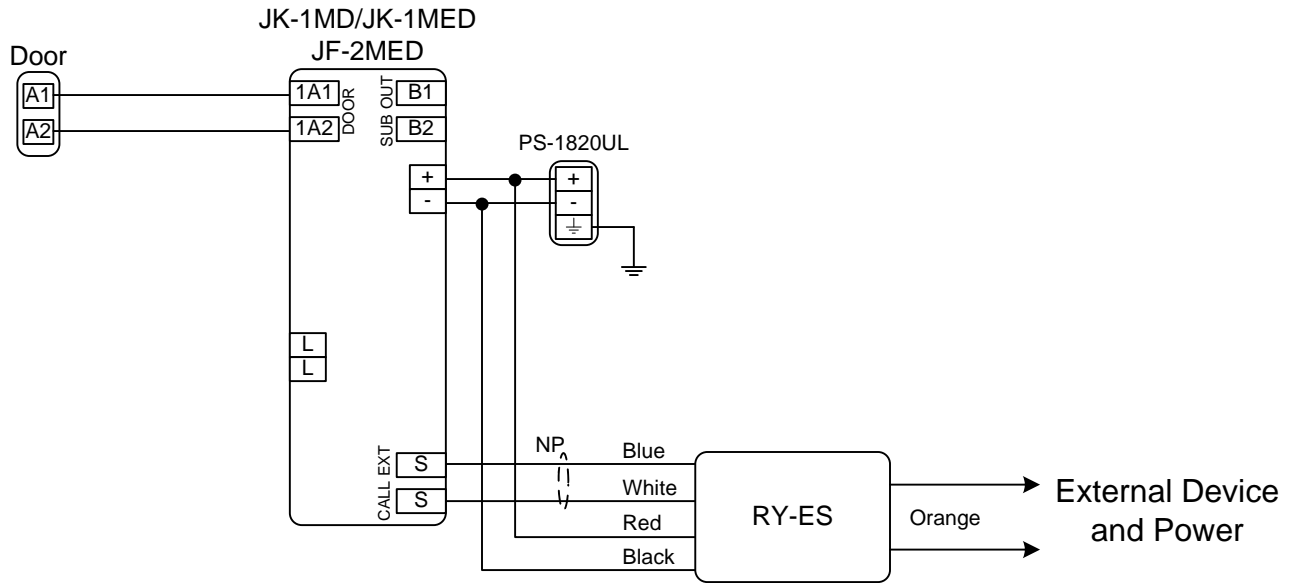 JK-1MD/JK-1MED
JF-2MED
Door
A1
A2
1A1
1A2
DOOR
SUB OUT
B1
B2
+
-
PS-1820UL
+
-
L
L
CALL EXT
S
S
NP
Blue
White
Red
Black
RY-ES
Orange
External Device
and Power